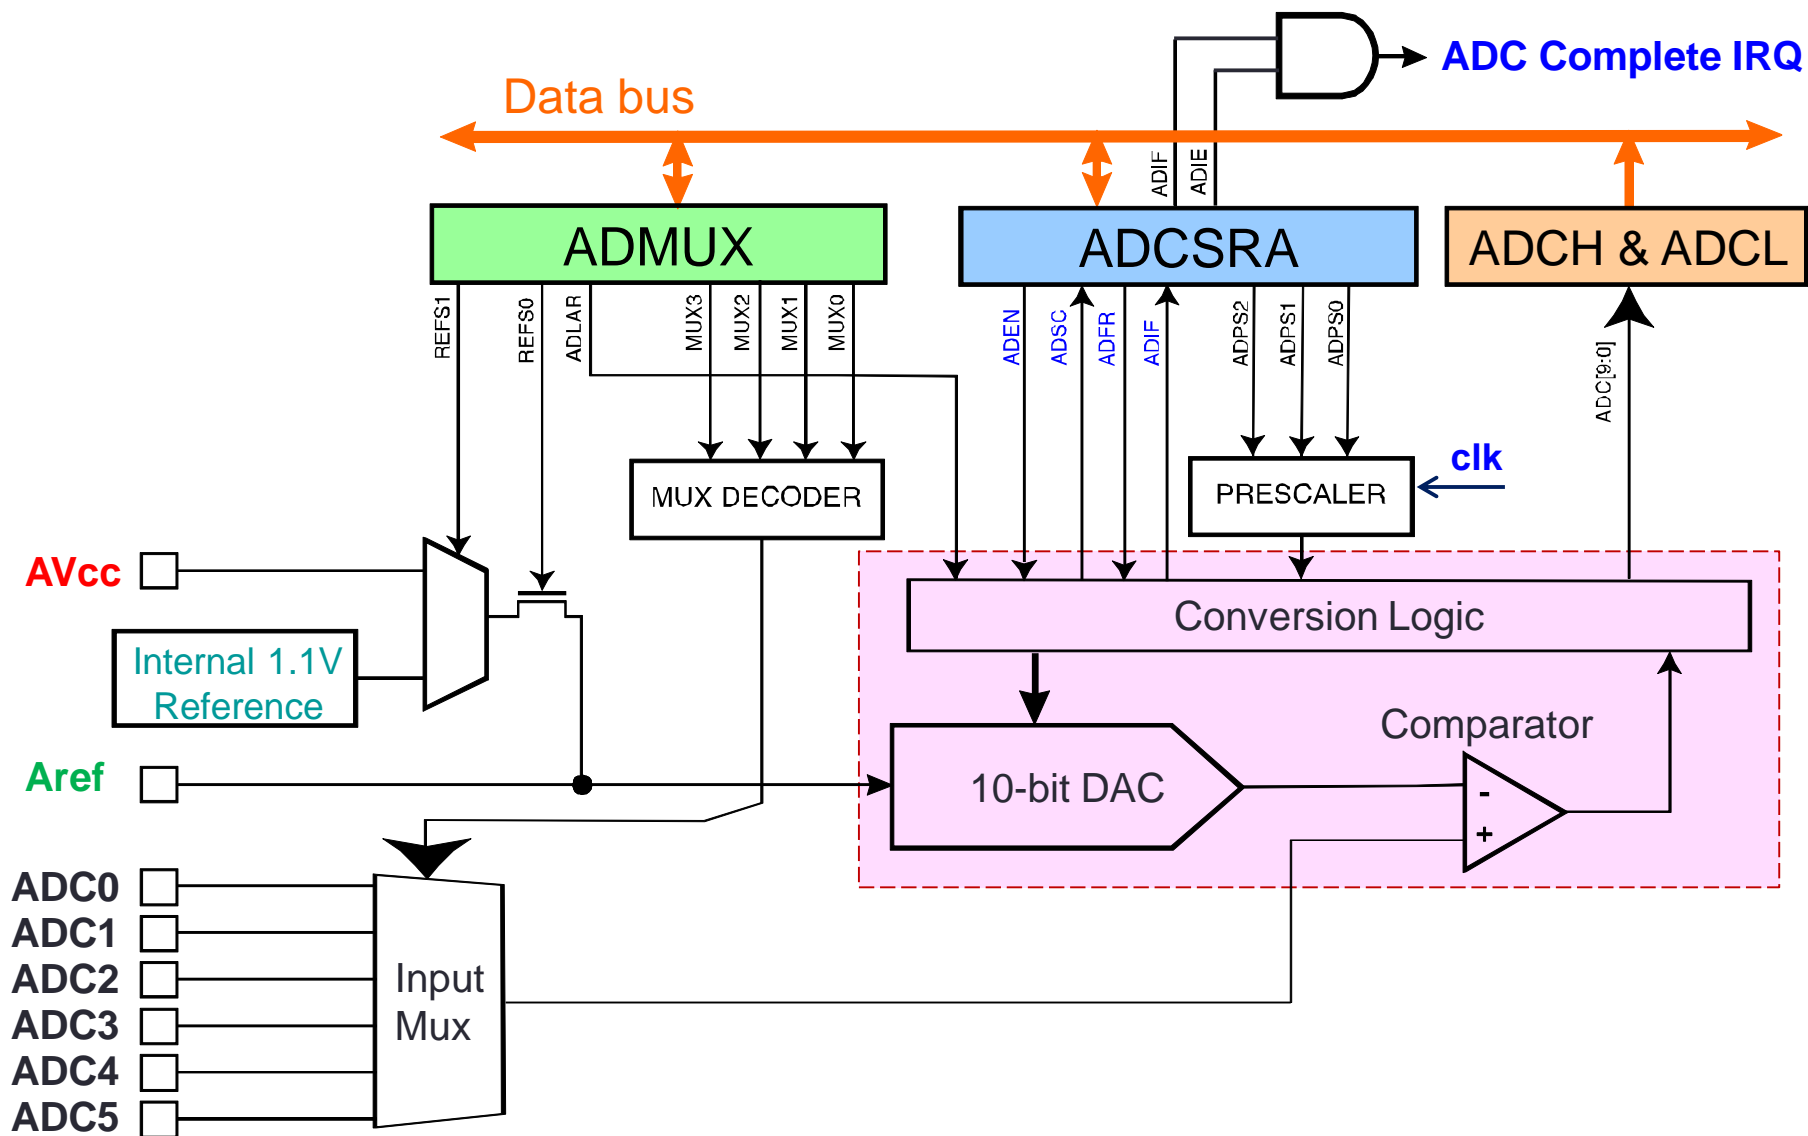 ADC Complete IRQ
Data bus
ADIF
ADIE
ADMUX
ADCSRA
ADCH & ADCL
REFS1
REFS0
ADLAR
MUX3
MUX2
MUX1
MUX0
ADEN
ADSC
ADFR
ADIF
ADPS2
ADPS1
ADPS0
ADC[9:0]
MUX DECODER
PRESCALER
clk
AVcc
Internal 1.1V
Reference
Conversion Logic
Comparator
Aref
10-bit DAC
-
+
ADC0
ADC1
ADC2
ADC3
ADC4
ADC5
Input
Mux